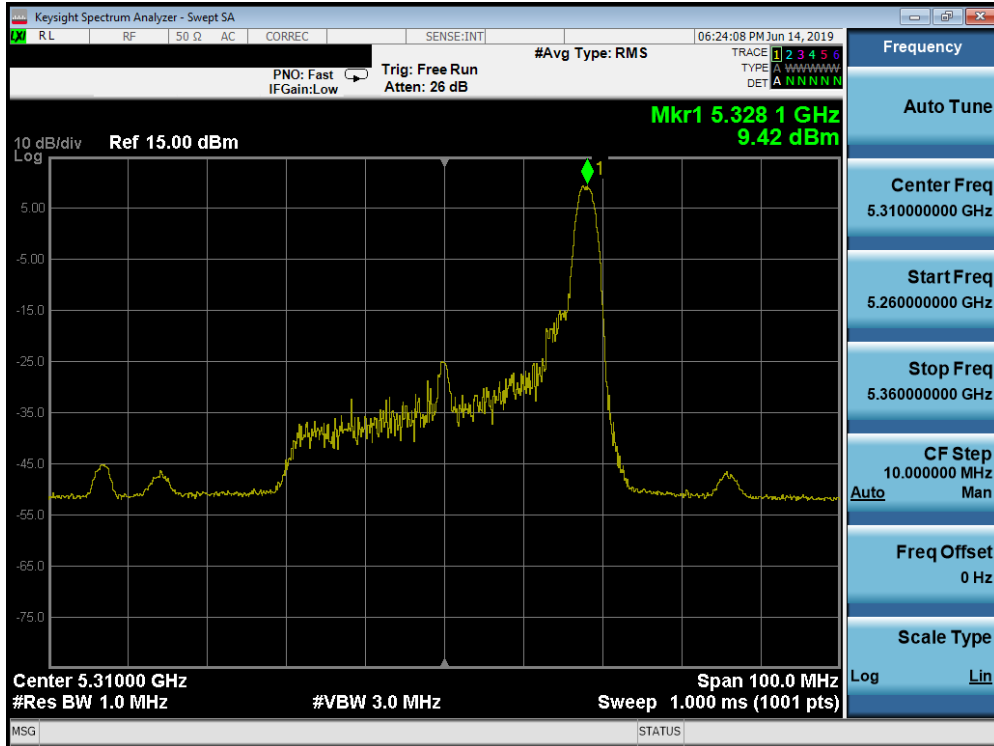 Keysight Spectrum Analyzer - Swept SA
LXI RL RF 50 Ω AC CORREC SENSE:INT 06:24:08 PM Jun 14, 2019
#Avg Type: RMS
TRACE 1 2 3 4 5 6
TYPE A WWWWW
DET A N N N N N
PNO: Fast
IFGain:Low
Trig: Free Run
Atten: 26 dB
Mkr1 5.328 1 GHz
9.42 dBm
10 dB/div
Log
Ref 15.00 dBm
1
5.00
-5.00
-15.0
-25.0
-35.0
-45.0
-55.0
-65.0
-75.0
Center 5.31000 GHz
Span 100.0 MHz
#Res BW 1.0 MHz
#VBW 3.0 MHz
Sweep 1.000 ms (1001 pts)
MSG
STATUS
Frequency
Auto Tune
Center Freq
5.310000000 GHz
Start Freq
5.260000000 GHz
Stop Freq
5.360000000 GHz
CF Step
10.000000 MHz
Auto Man
Freq Offset
0 Hz
Scale Type
Log Lin